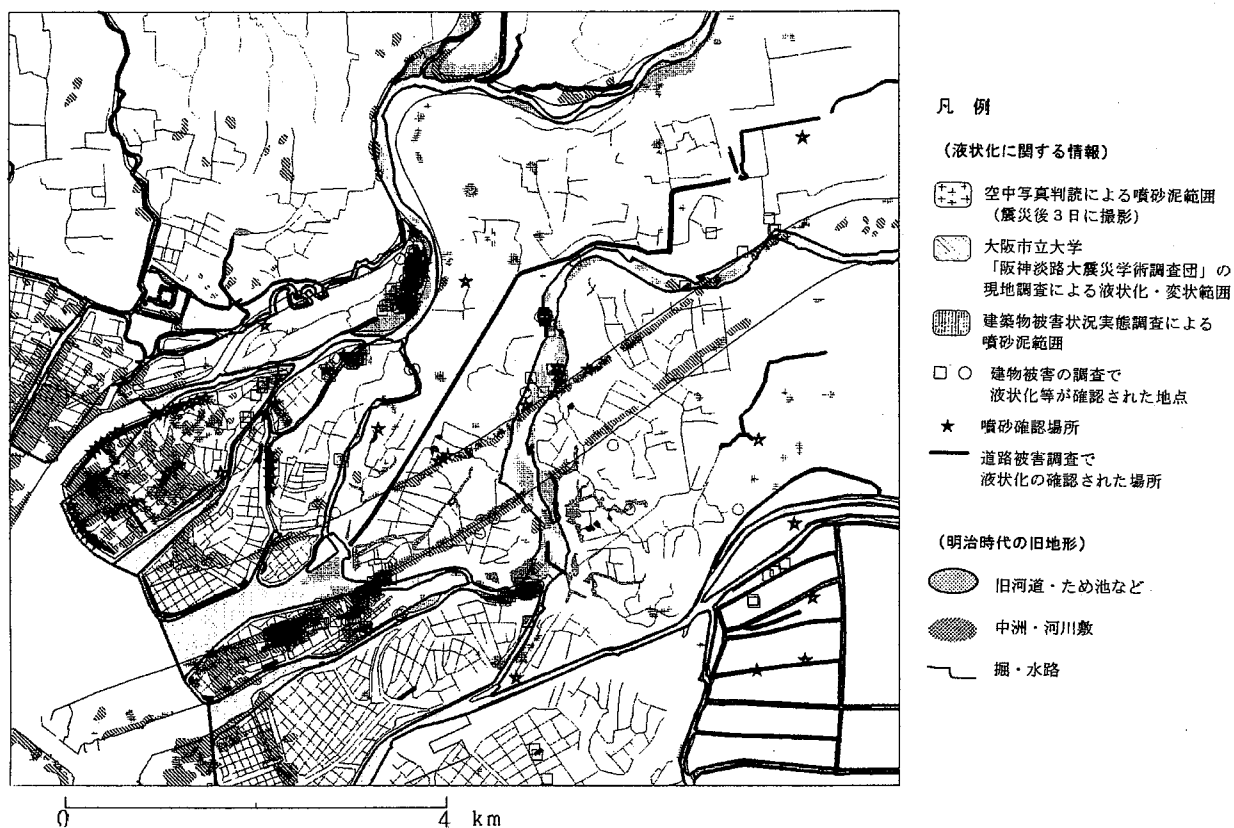 凡 例
(液状化に関する情報)
空中写真判読による噴砂泥範囲
(震災後3日に撮影)
大阪市立大学
「阪神淡路大震災学術調査団」の
現地調査による液状化・変状範囲
建築物被害状況実態調査による
噴砂泥範囲
建物被害の調査で
液状化等が確認された地点
噴砂確認場所
道路被害調査で
液状化の確認された場所
(明治時代の旧地形)
旧河道・ため池など
中洲・河川敷
掘・水路
0 4 km